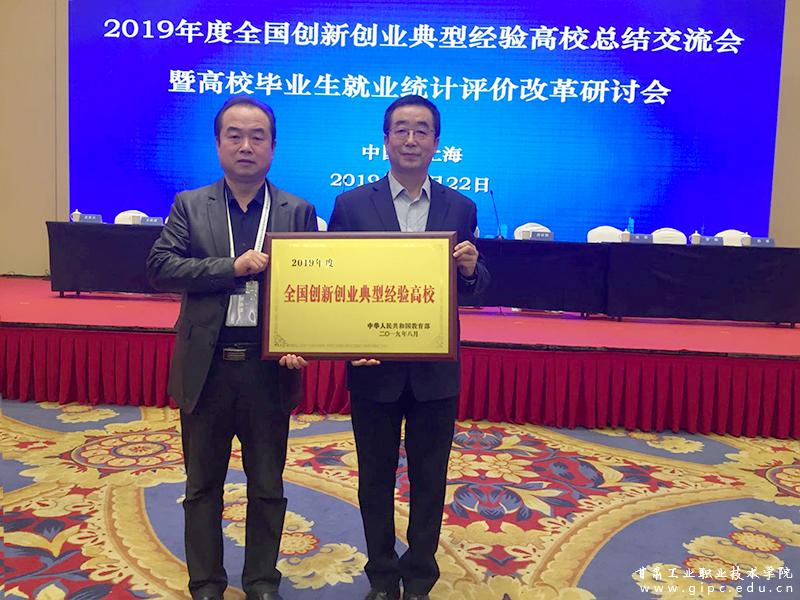 2019年度全国创新创业典型经验高校总结交流会
暨高校毕业生就业统计评价改革研讨会
中国 上海
2019 月22日
2019年度
全国创新创业典型经验高校
中华人民共和国教育部
二〇一九年八月
甘肃工业职业技术学院
www.gipc.edu.cn